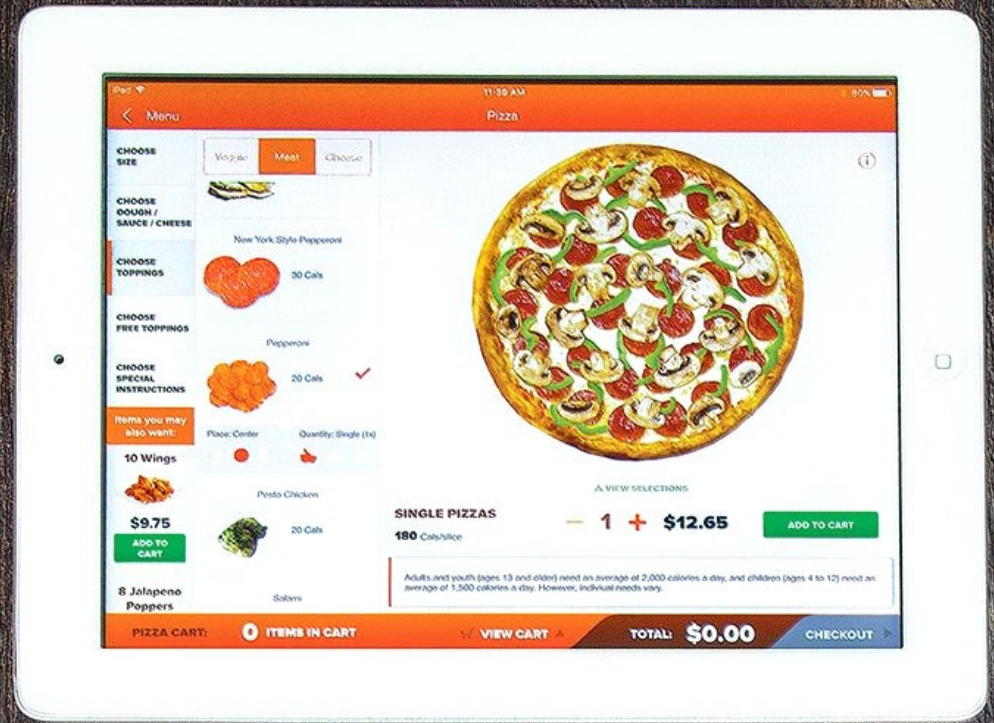 iPad
11:39 AM
80%
Menu
Pizza
CHOOSE
SIZE
CHOOSE
DOUGH /
SAUCE / CHEESE
CHOOSE
TOPPINGS
CHOOSE
FREE TOPPINGS
CHOOSE
SPECIAL
INSTRUCTIONS
Items you may
also want:
10 Wings
$9.75
ADD TO
CART
8 Jalapeno
Poppers
Veggie
Meat
Cheese
New York Style Pepperoni
30 Cals
Pepperoni
20 Cals
Place: Center
Quantity: Single (1x)
Pesto Chicken
20 Cals
Salami
VIEW SELECTIONS
SINGLE PIZZAS
180 Cals/slice
1
$12.65
ADD TO CART
Adults and youth (ages 13 and older) need an average of 2,000 calories a day, and children (ages 4 to 12) need an
average of 1,500 calories a day. However, indiviual needs vary.
PIZZA CART:
0 ITEMS IN CART
VIEW CART
TOTAL: $0.00
CHECKOUT